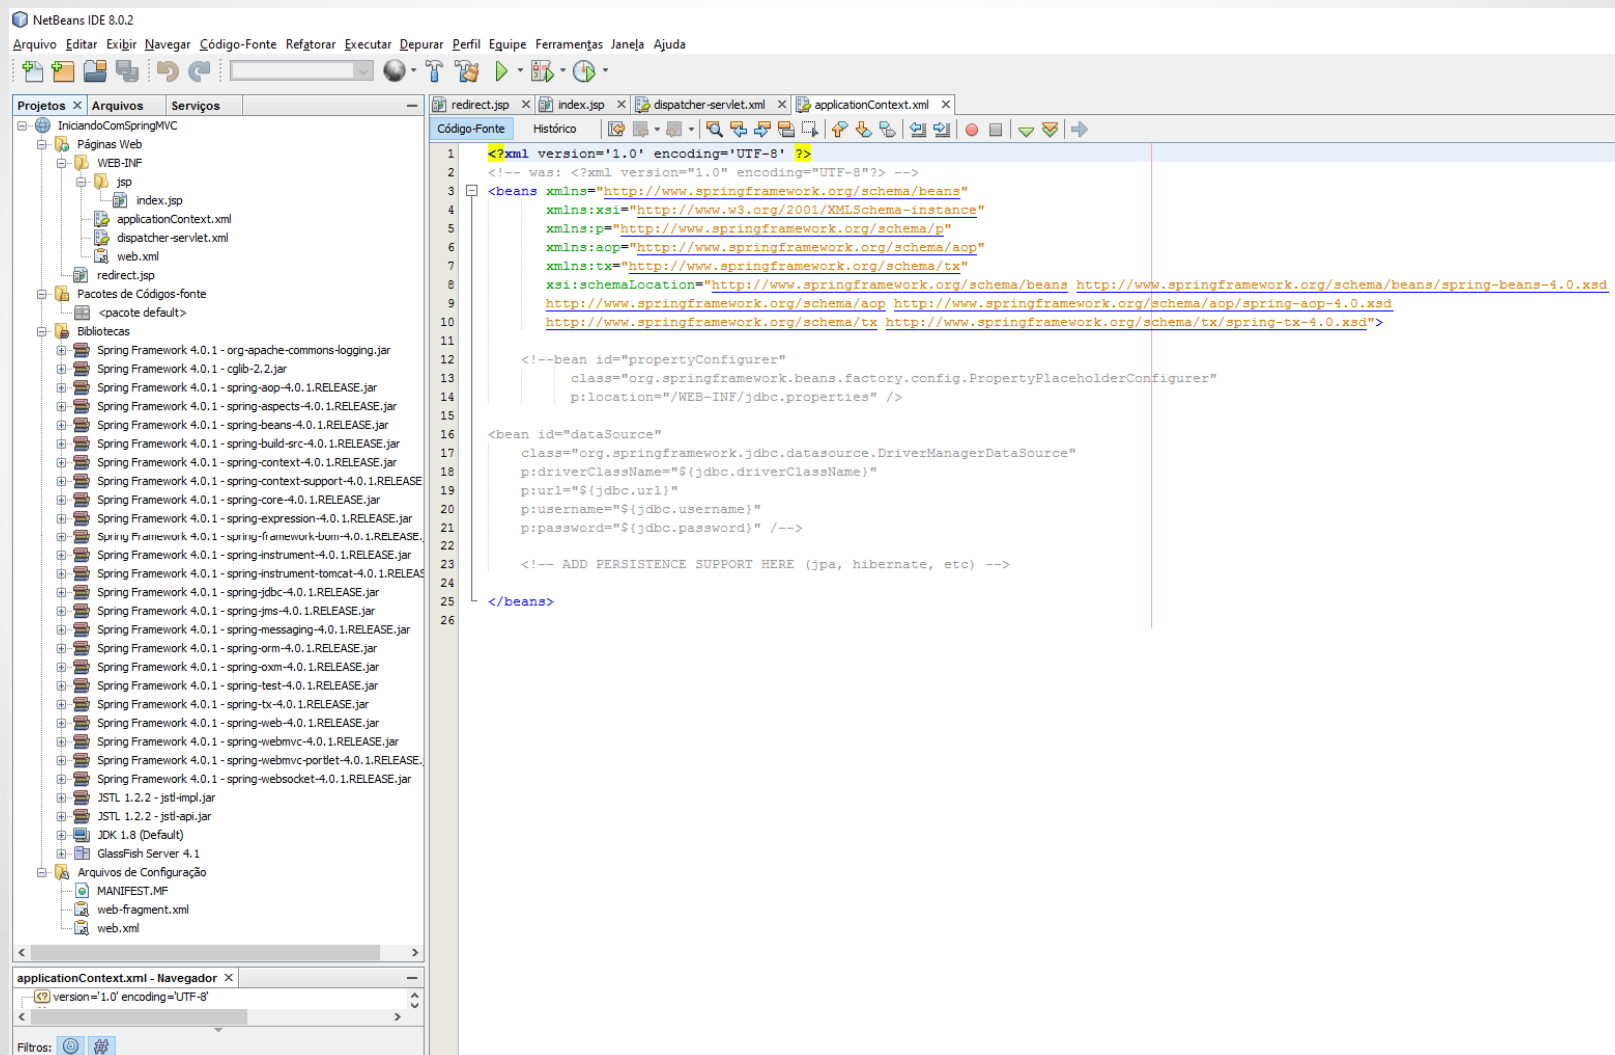 NetBeans IDE 8.0.2
Arquivo Editar Exibir Navegar Código-Fonte Refatorar Executar Depurar Perfil Equipe Ferramentas Janela Ajuda
Projetos Arquivos Serviços
IniciandoComSpringMVC
Páginas Web
WEB-INF
jsp
index.jsp
applicationContext.xml
dispatcher-servlet.xml
web.xml
redirect.jsp
Pacotes de Códigos-fonte
<pacote default>
Bibliotecas
Spring Framework 4.0.1 - org-apache-commons-logging.jar
Spring Framework 4.0.1 - cglib-2.2.jar
Spring Framework 4.0.1 - spring-aop-4.0.1.RELEASE.jar
Spring Framework 4.0.1 - spring-aspects-4.0.1.RELEASE.jar
Spring Framework 4.0.1 - spring-beans-4.0.1.RELEASE.jar
Spring Framework 4.0.1 - spring-build-src-4.0.1.RELEASE.jar
Spring Framework 4.0.1 - spring-context-4.0.1.RELEASE.jar
Spring Framework 4.0.1 - spring-context-support-4.0.1.RELEASE
Spring Framework 4.0.1 - spring-core-4.0.1.RELEASE.jar
Spring Framework 4.0.1 - spring-expression-4.0.1.RELEASE.jar
Spring Framework 4.0.1 - spring-framework-bom-4.0.1.RELEASE.
Spring Framework 4.0.1 - spring-instrument-4.0.1.RELEASE.jar
Spring Framework 4.0.1 - spring-instrument-tomcat-4.0.1.RELEAS
Spring Framework 4.0.1 - spring-jdbc-4.0.1.RELEASE.jar
Spring Framework 4.0.1 - spring-jms-4.0.1.RELEASE.jar
Spring Framework 4.0.1 - spring-messaging-4.0.1.RELEASE.jar
Spring Framework 4.0.1 - spring-orm-4.0.1.RELEASE.jar
Spring Framework 4.0.1 - spring-oxm-4.0.1.RELEASE.jar
Spring Framework 4.0.1 - spring-test-4.0.1.RELEASE.jar
Spring Framework 4.0.1 - spring-tx-4.0.1.RELEASE.jar
Spring Framework 4.0.1 - spring-web-4.0.1.RELEASE.jar
Spring Framework 4.0.1 - spring-webmvc-4.0.1.RELEASE.jar
Spring Framework 4.0.1 - spring-webmvc-portlet-4.0.1.RELEASE.
Spring Framework 4.0.1 - spring-websocket-4.0.1.RELEASE.jar
JSTL 1.2.2 - jstl-impl.jar
JSTL 1.2.2 - jstl-api.jar
JDK 1.8 (Default)
GlassFish Server 4.1
Arquivos de Configuração
MANIFEST.MF
web-fragment.xml
web.xml
applicationContext.xml - Navegador
version='1.0' encoding='UTF-8'
Filtros:
redirect.jsp index.jsp dispatcher-servlet.xml applicationContext.xml
Código-Fonte Histórico
1 <?xml version='1.0' encoding='UTF-8' ?>
2 <!-- was: <?xml version="1.0" encoding="UTF-8"?> -->
3 <beans xmlns="http://www.springframework.org/schema/beans"
4 xmlns:xsi="http://www.w3.org/2001/XMLSchema-instance"
5 xmlns:p="http://www.springframework.org/schema/p"
6 xmlns:aop="http://www.springframework.org/schema/aop"
7 xmlns:tx="http://www.springframework.org/schema/tx"
8 xsi:schemaLocation="http://www.springframework.org/schema/beans http://www.springframework.org/schema/beans/spring-beans-4.0.xsd
9 http://www.springframework.org/schema/aop http://www.springframework.org/schema/aop/spring-aop-4.0.xsd
10 http://www.springframework.org/schema/tx http://www.springframework.org/schema/tx/spring-tx-4.0.xsd">
11
12 <!--bean id="propertyConfigurer"
13 class="org.springframework.beans.factory.config.PropertyPlaceholderConfigurer"
14 p:location="/WEB-INF/jdbc.properties" />
15
16 <bean id="dataSource"
17 class="org.springframework.jdbc.datasource.DriverManagerDataSource"
18 p:driverClassName="${jdbc.driverClassName}"
19 p:url="${jdbc.url}"
20 p:username="${jdbc.username}"
21 p:password="${jdbc.password}" /-->
22
23 <!-- ADD PERSISTENCE SUPPORT HERE (jpa, hibernate, etc) -->
24
25 </beans>
26